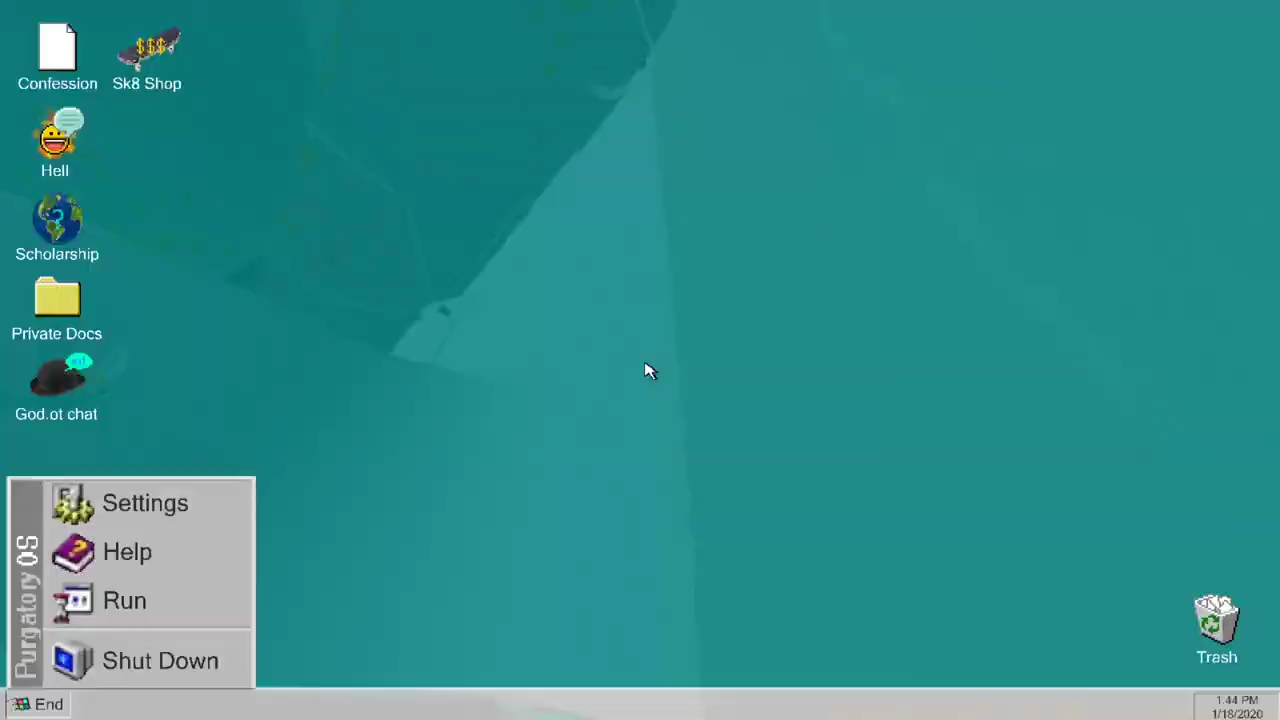 Confession
$$$
Sk8 Shop
Hell
?
Scholarship
Private Docs
God.ot chat
Purgatory OS
Settings
?
Help
Run
Shut Down
Trash
End
1.44 PM
1/18/2020